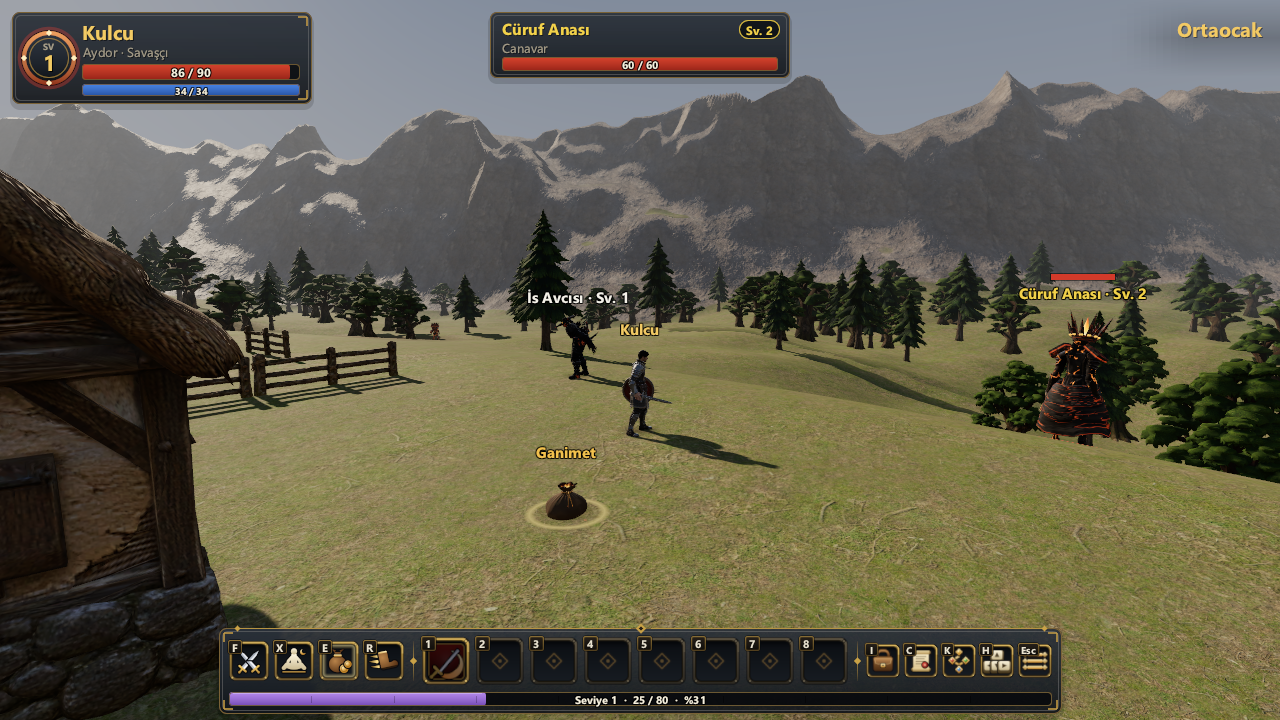 Kulcu
SV
1
Aydor · Savaşçı
86 / 90
34 / 34
Cüruf Anası
Sv. 2
Canavar
60 / 60
Ortaocak
İs Avcısı · Sv. 1
Kulcu
Cüruf Anası · Sv. 2
Ganimet
F X E R 1 2 3 4 5 6 7 8 I C K H Esc
Seviye 1 · 25 / 80 · %31